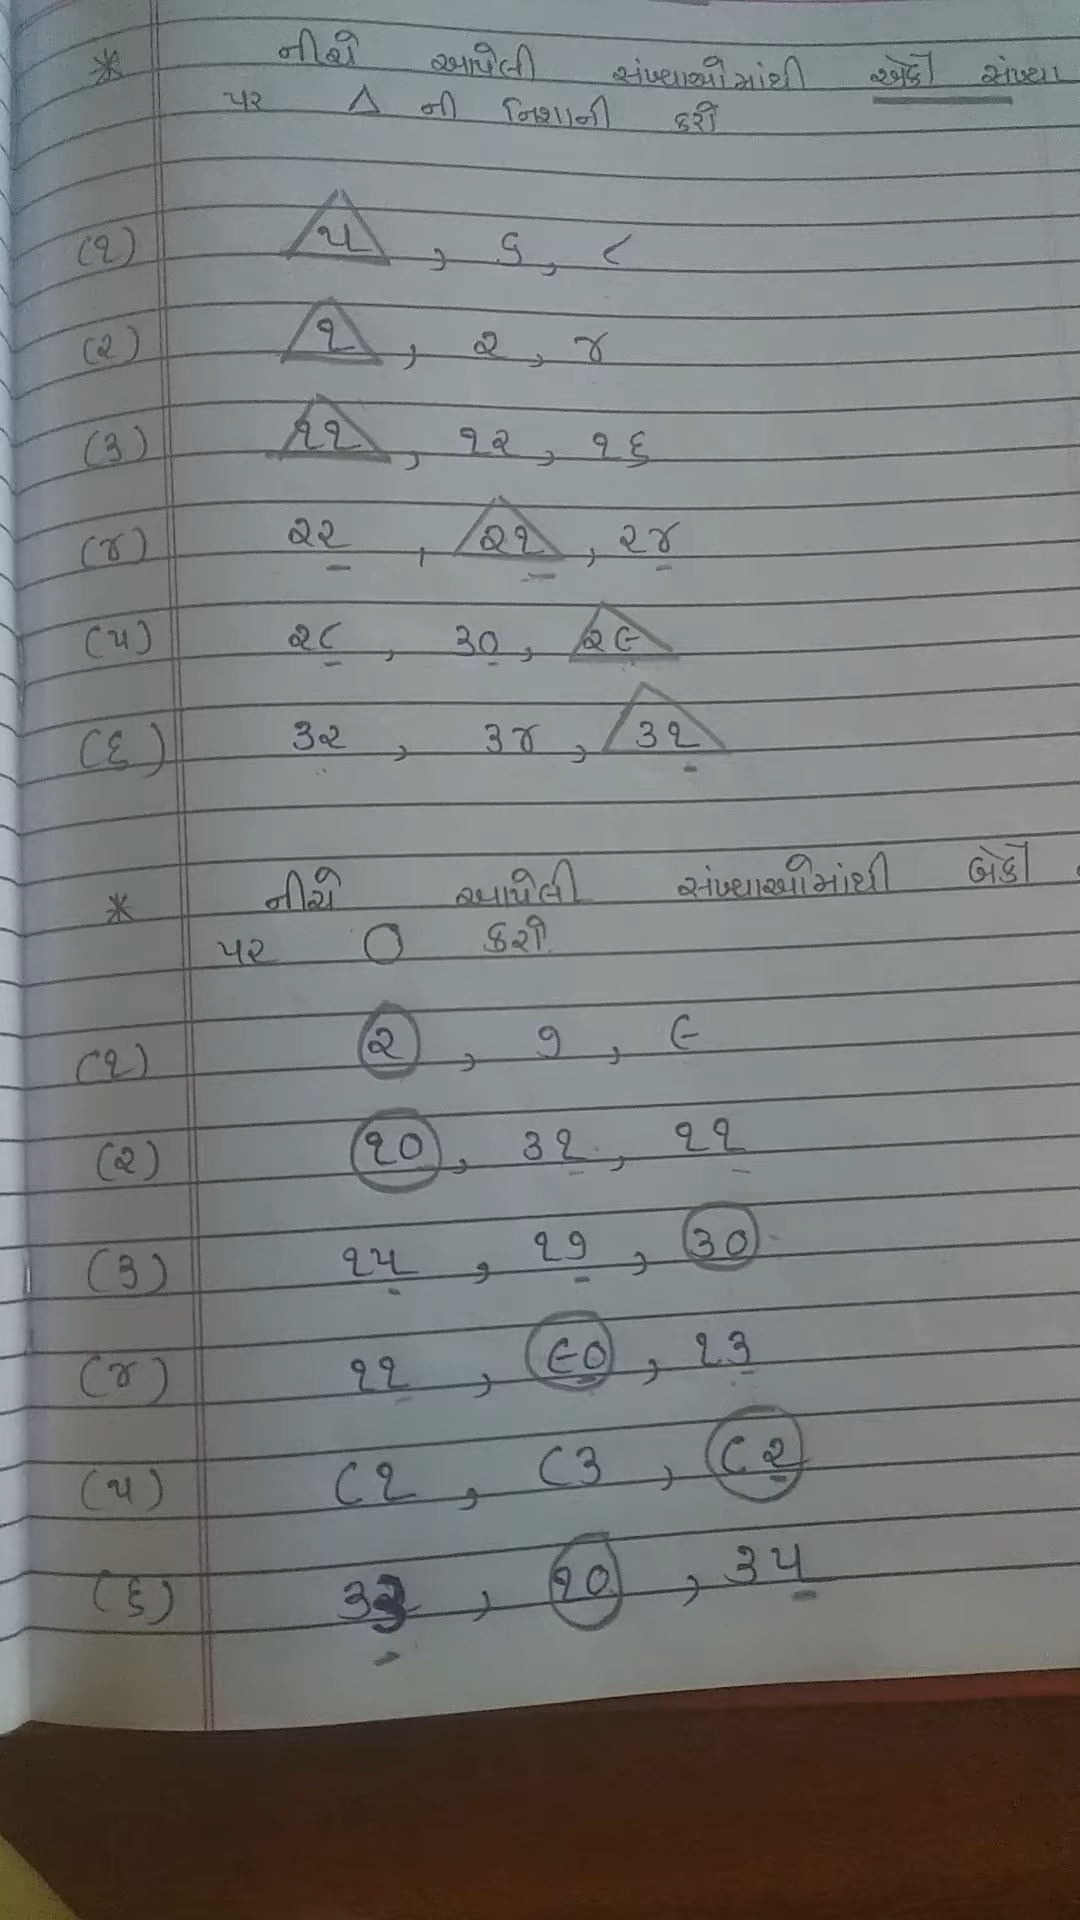 * નીચે આપેલી સંખ્યાઓમાંથી એકી સંખ્યા
પર △ ની નિશાની કરો
(૧) ૫, ૬, ૮
(૨) ૧, ૨, ૪
(૩) ૧૧, ૧૨, ૧૬
(૪) ૨૨, ૨૧, ૨૪
(૫) ૨૮, ૩૦, ૨૯
(૬) ૩૨, ૩૪, ૩૧
* નીચે આપેલી સંખ્યાઓમાંથી બેકી
પર ○ કરો.
(૧) ૨, ૭, ૯
(૨) ૧૦, ૩૧, ૧૧
(૩) ૧૫, ૧૭, ૩૦
(૪) ૧૧, ૯૦, ૧૩
(૫) ૮૧, ૮૩, ૮૨
(૬) ૧૦, ૩૫